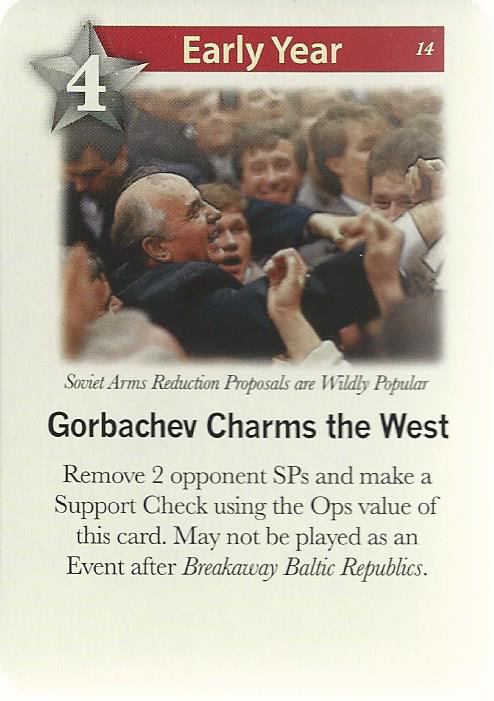 4
Early Year 14
Soviet Arms Reduction Proposals are Wildly Popular
Gorbachev Charms the West
Remove 2 opponent SPs and make a
Support Check using the Ops value of
this card. May not be played as an
Event after Breakaway Baltic Republics.